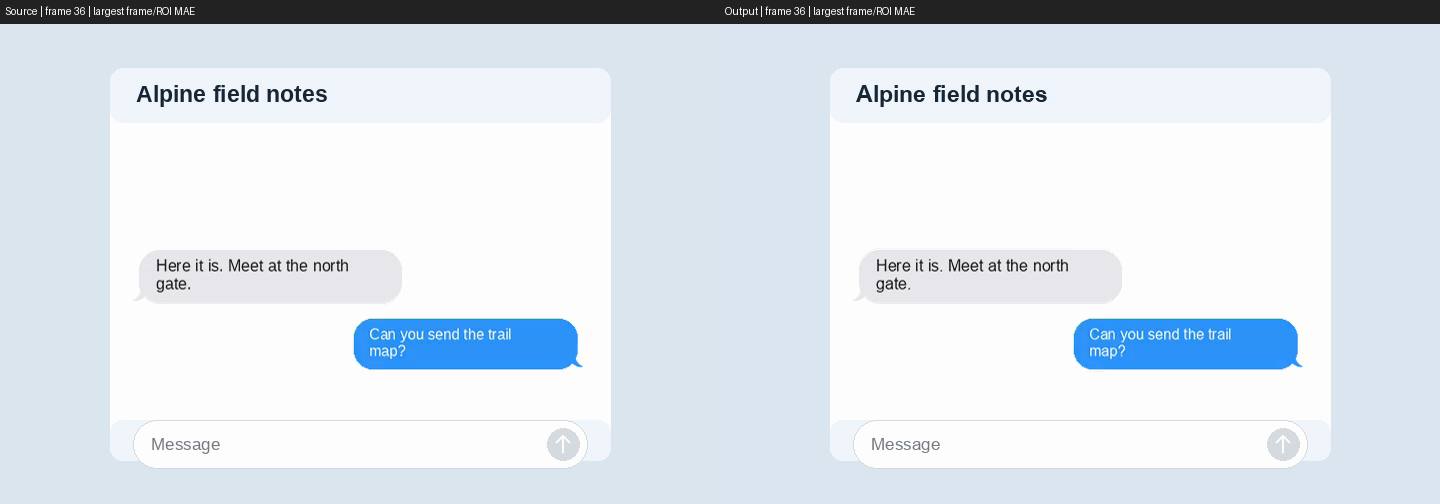 Source | frame 36 | largest frame/ROI MAE
Output | frame 36 | largest frame/ROI MAE
Alpine field notes
Here it is. Meet at the north
gate.
Can you send the trail
map?
Message
Alpine field notes
Here it is. Meet at the north
gate.
Can you send the trail
map?
Message